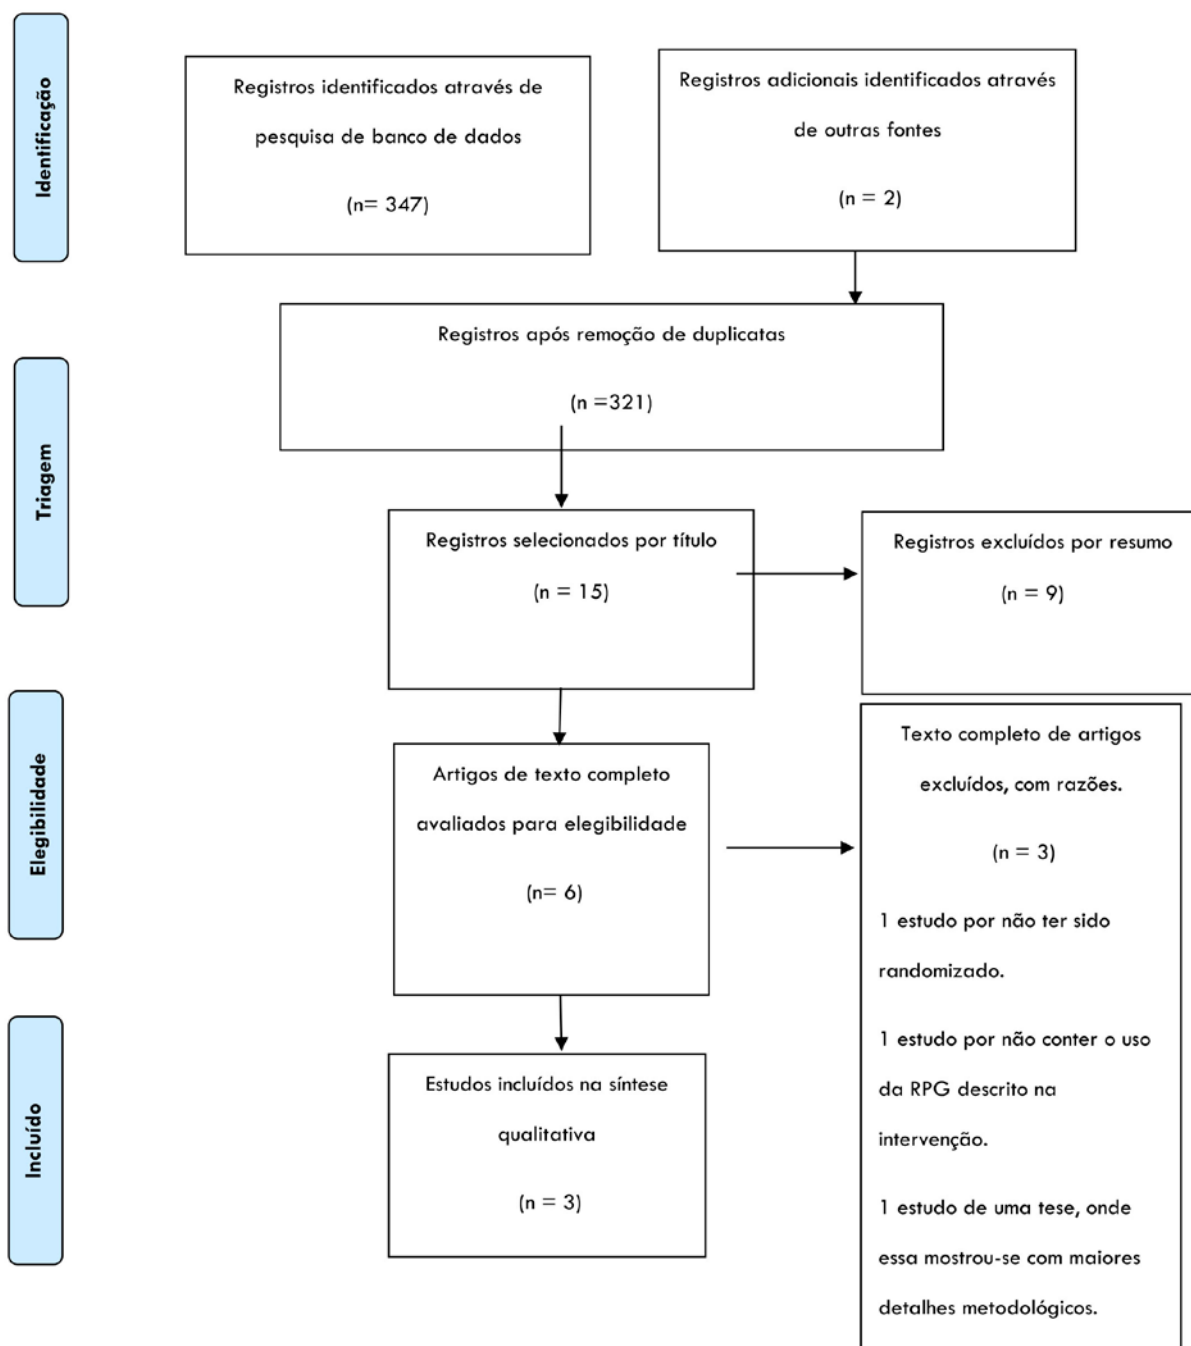 Identificação
Registros identificados através de
pesquisa de banco de dados
(n= 347)
Registros adicionais identificados através
de outras fontes
(n = 2)
Registros após remoção de duplicatas
(n =321)
Triagem
Registros selecionados por título
(n = 15)
Registros excluídos por resumo
(n = 9)
Elegibilidade
Artigos de texto completo
avaliados para elegibilidade
(n= 6)
Texto completo de artigos
excluídos, com razões.
(n = 3)
1 estudo por não ter sido
randomizado.
1 estudo por não conter o uso
da RPG descrito na
intervenção.
1 estudo de uma tese, onde
essa mostrou-se com maiores
detalhes metodológicos.
Incluído
Estudos incluídos na síntese
qualitativa
(n = 3)